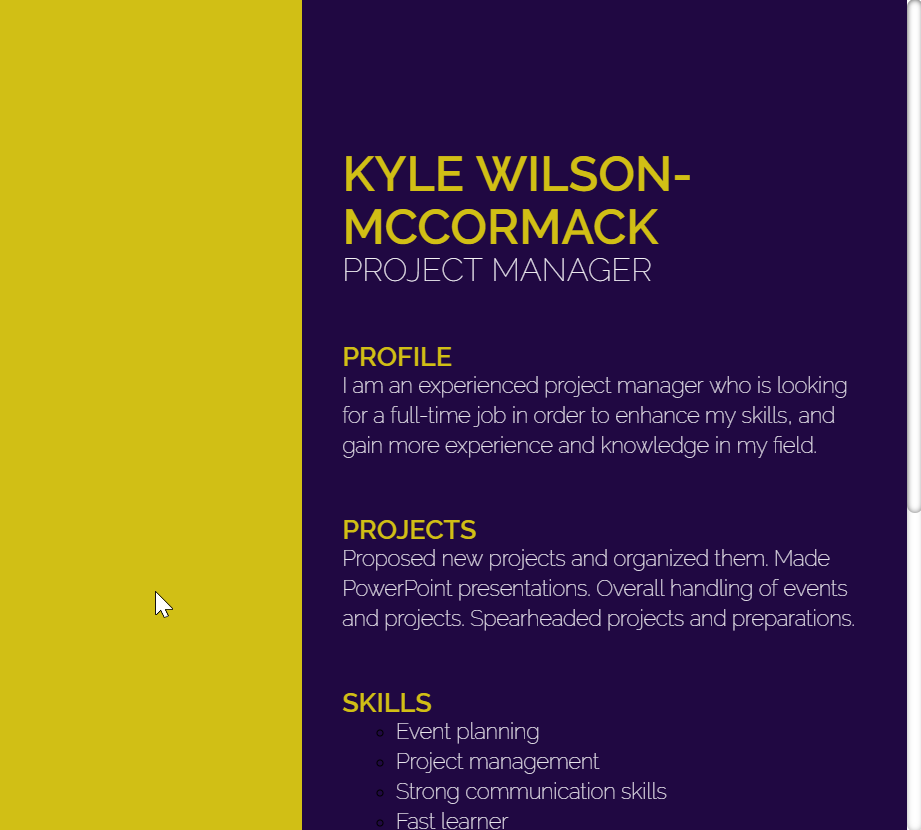 KYLE WILSON-
MCCORMACK
PROJECT MANAGER
PROFILE
I am an experienced project manager who is looking
for a full-time job in order to enhance my skills, and
gain more experience and knowledge in my field.
PROJECTS
Proposed new projects and organized them. Made
PowerPoint presentations. Overall handling of events
and projects. Spearheaded projects and preparations.
SKILLS
Event planning
Project management
Strong communication skills
Fast learner